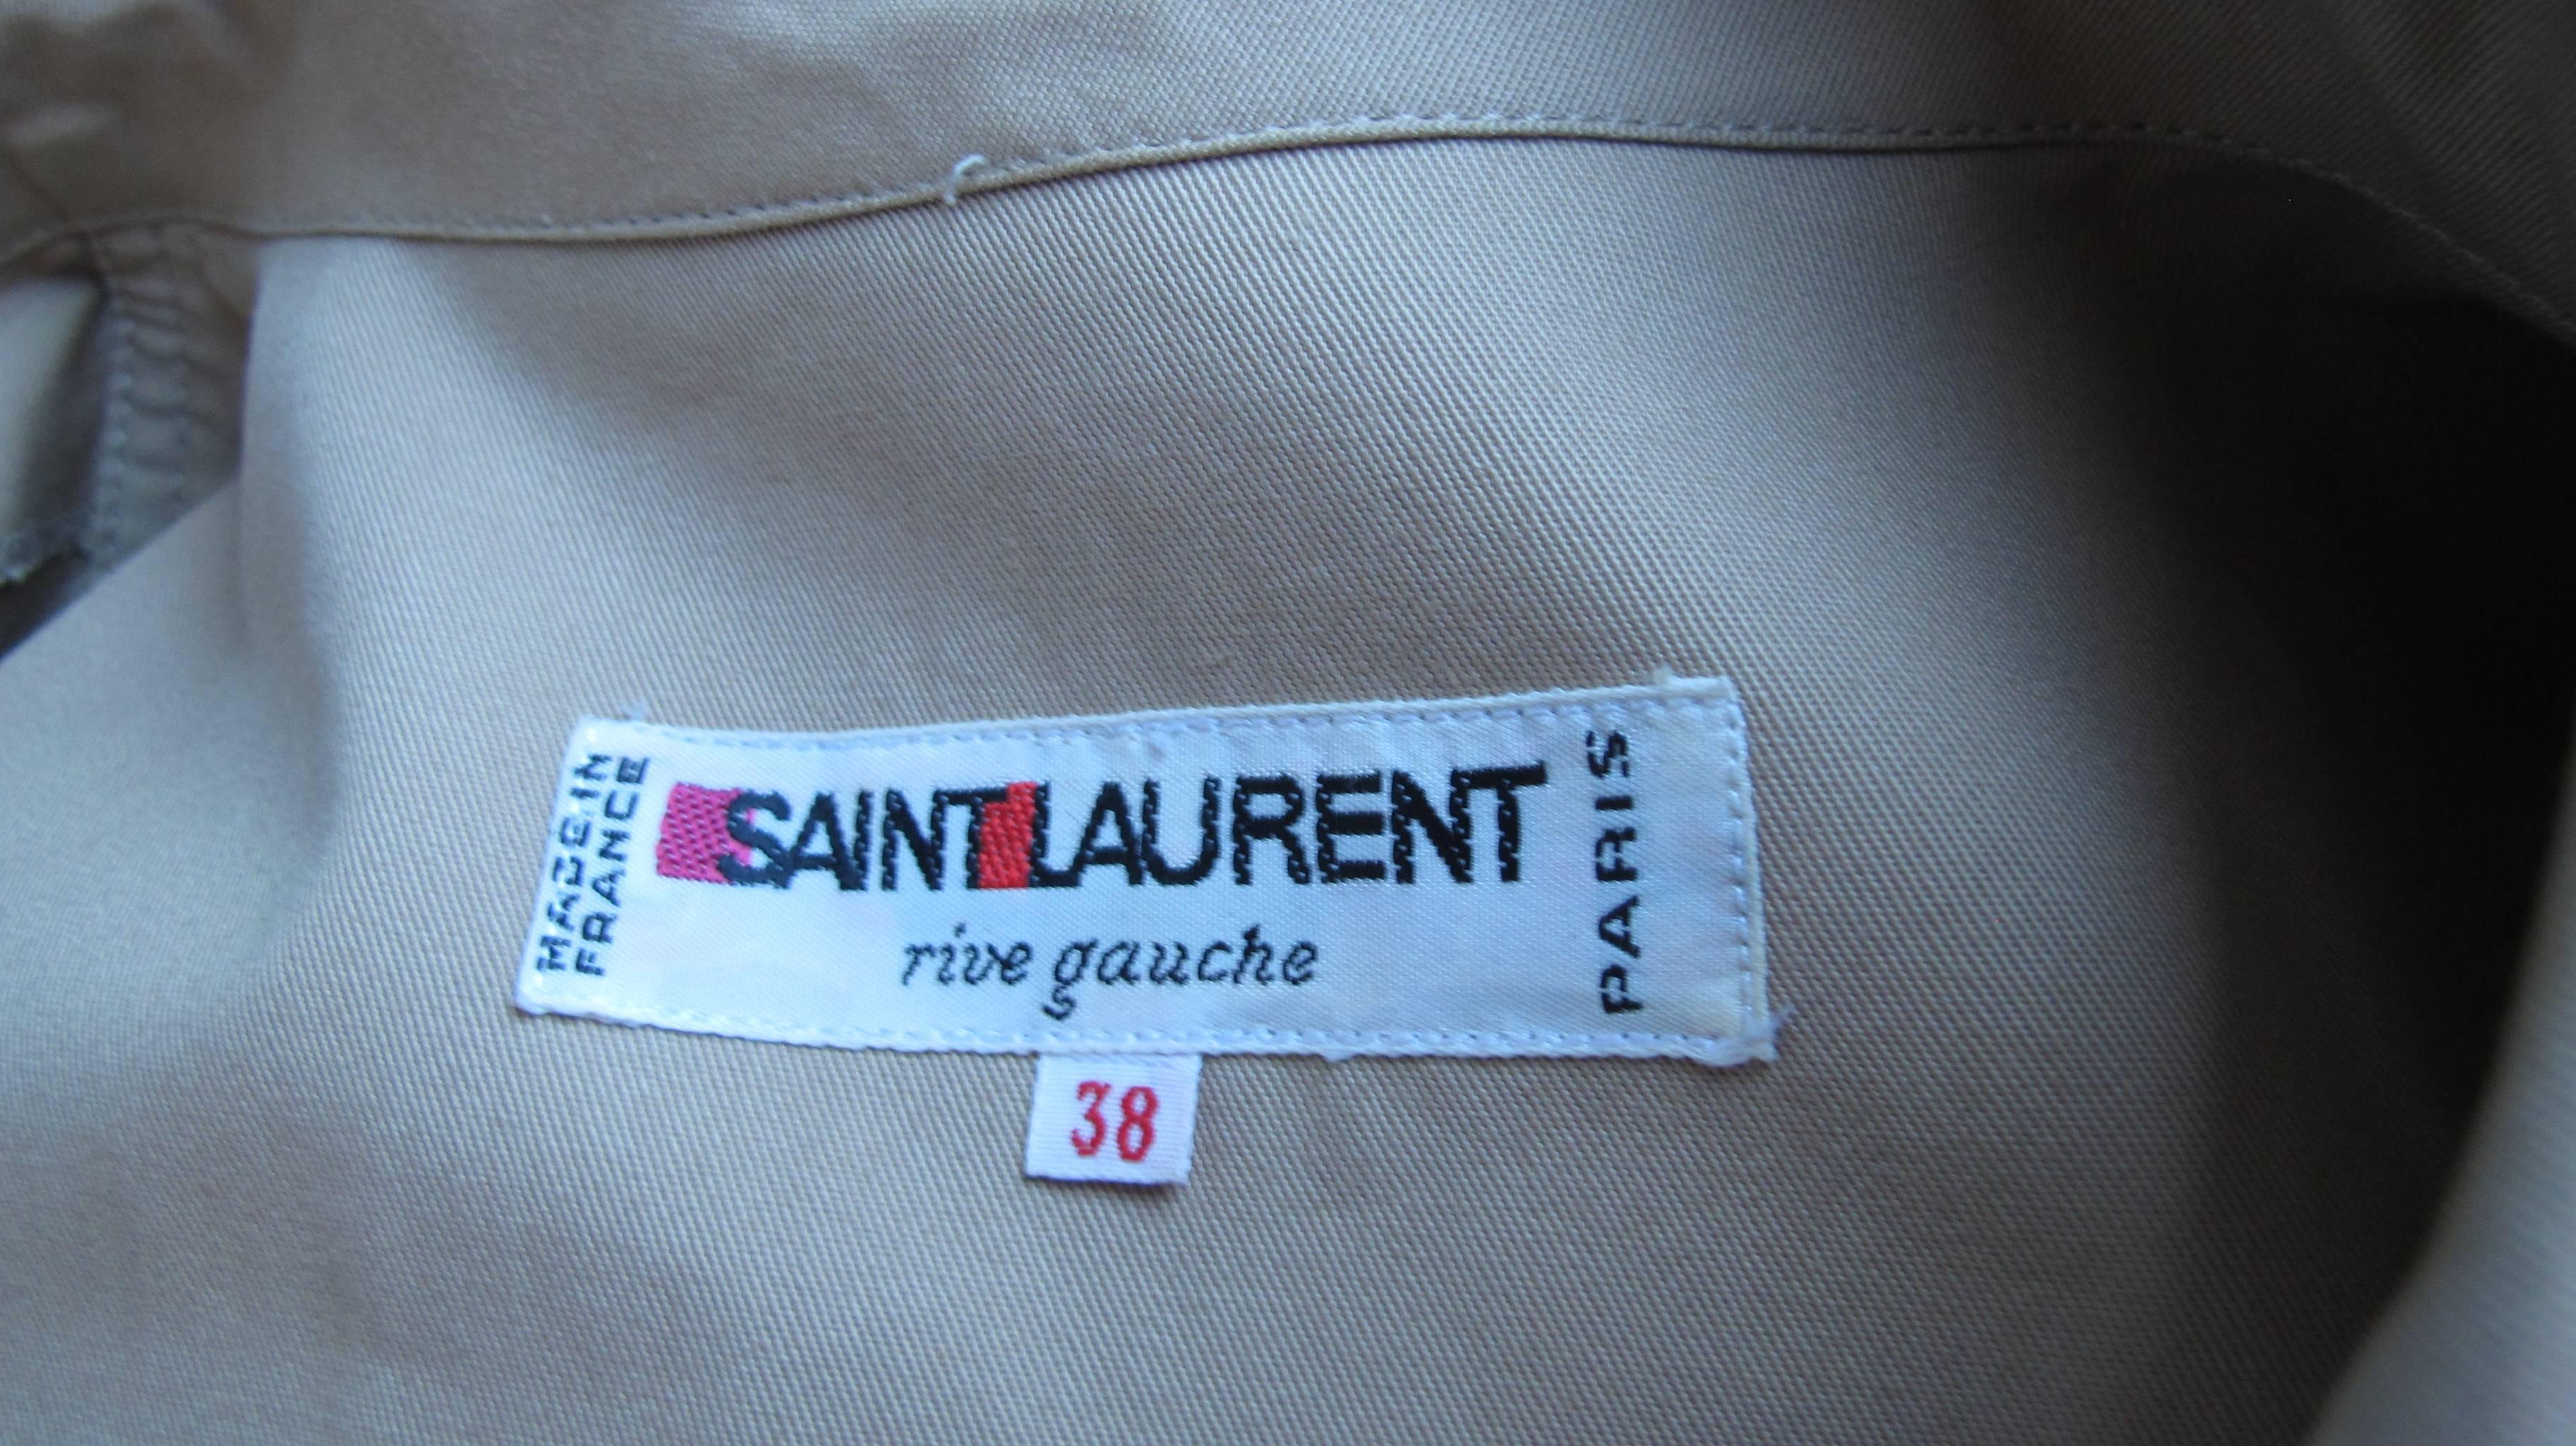 MADE IN
FRANCE
SAINT LAURENT
rive gauche
PARIS
38